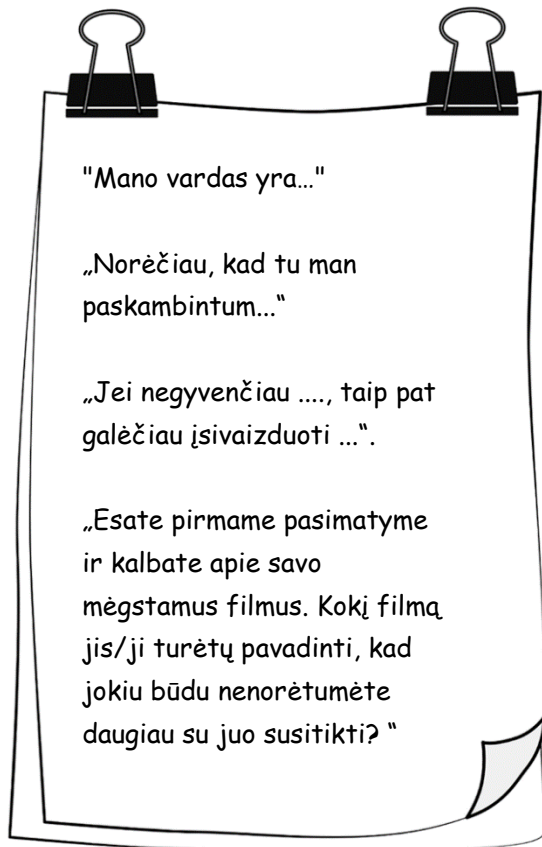 "Mano vardas yra…"
„Norėčiau, kad tu man
paskambintum...“
„Jei negyvenčiau ...., taip pat
galėčiau įsivaizduoti ...“.
„Esate pirmame pasimatyme
ir kalbate apie savo
mėgstamus filmus. Kokį filmą
jis/ji turėtų pavadinti, kad
jokiu būdu nenorėtumėte
daugiau su juo susitikti? “